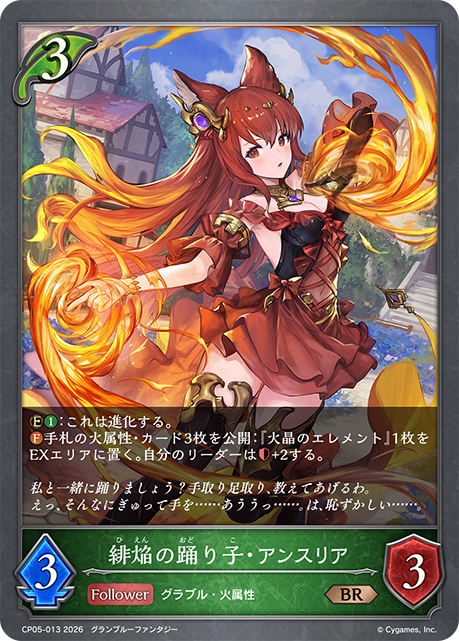 3
E 1:これは進化する。
F 手札の火属性・カード3枚を公開:『火晶のエレメント』1枚を
EXエリアに置く。自分のリーダーは+2する。
私と一緒に踊りましょう?手取り足取り、教えてあげるわ。
えっ、そんなにぎゅって手を……あううっ……。は、恥ずかしい……。
ひえん おど こ
緋焔の踊り子・アンスリア
3
Follower グラブル・火属性
BR
3
CP05-013 2026 グランブルーファンタジー
© Cygames, Inc.